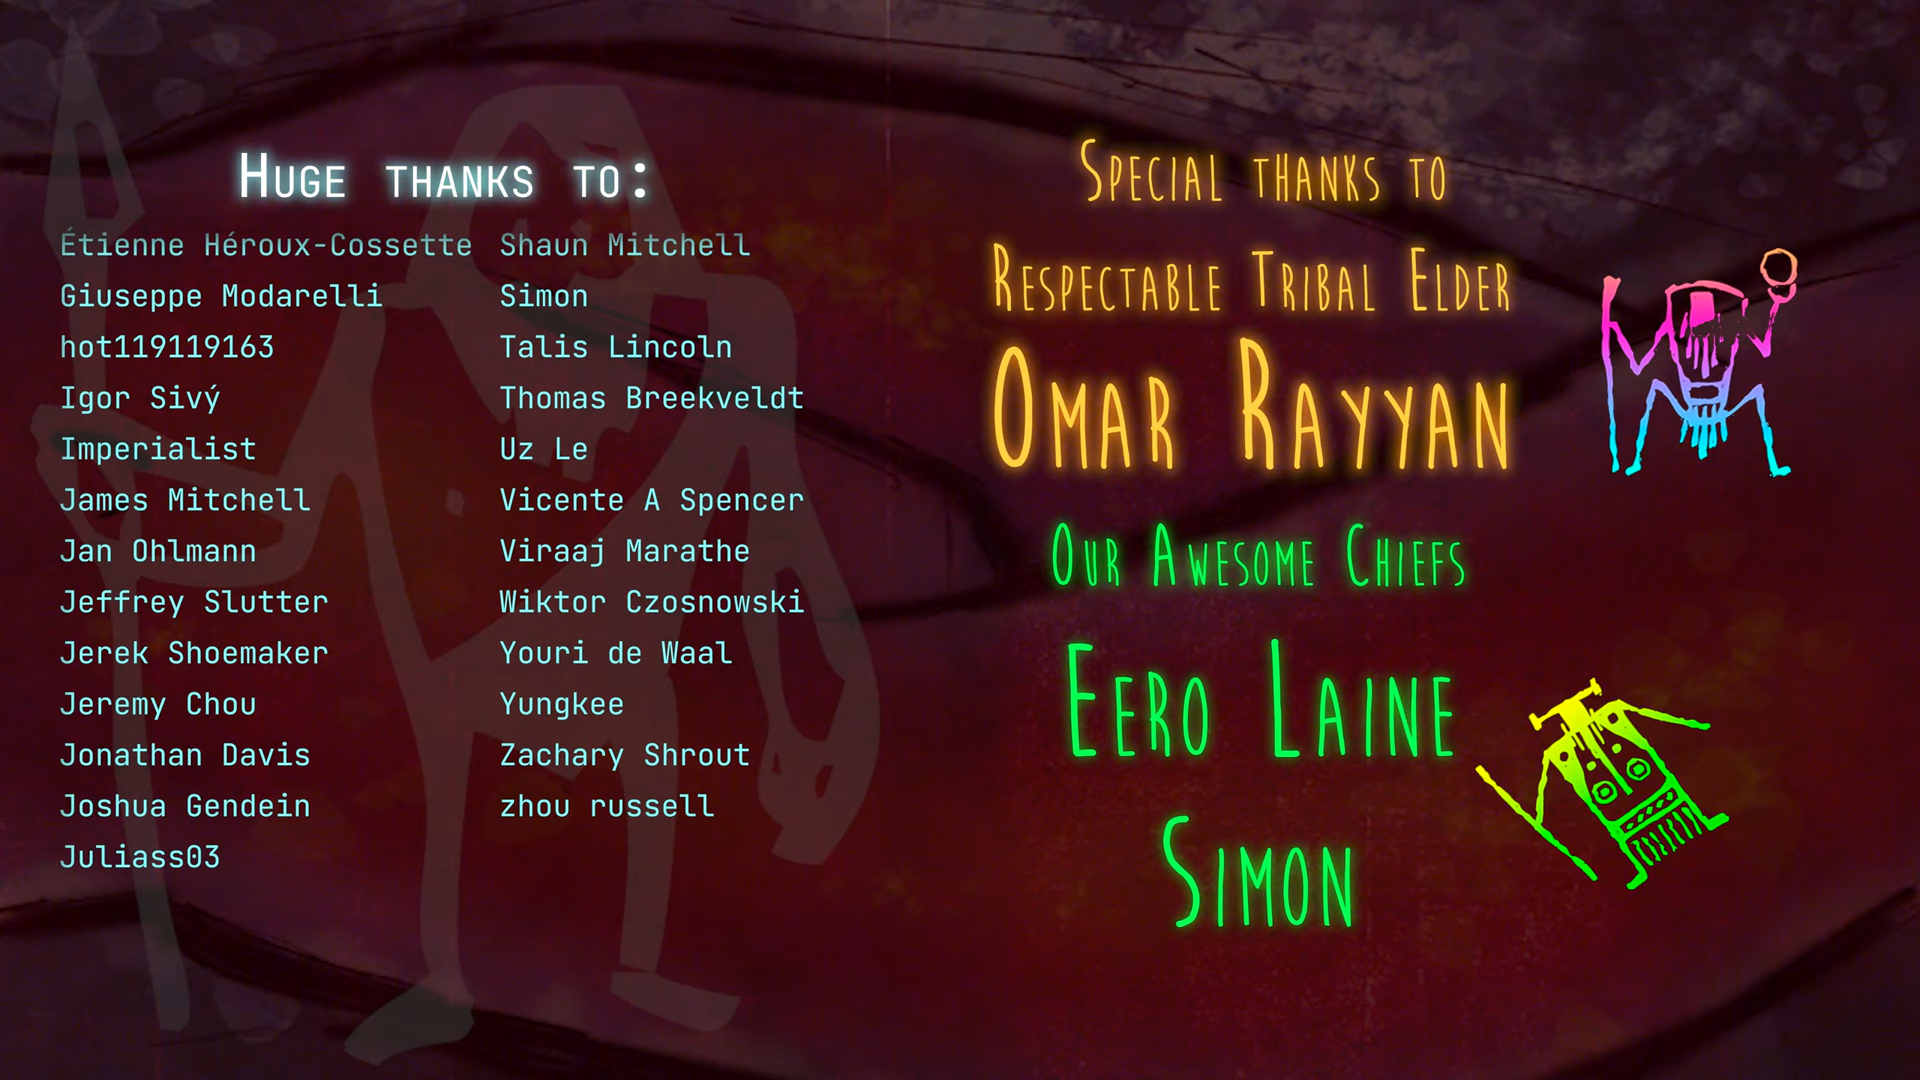 Huge thanks to:
Étienne Héroux-Cossette
Giuseppe Modarelli
hot119119163
Igor Sivý
Imperialist
James Mitchell
Jan Ohlmann
Jeffrey Slutter
Jerek Shoemaker
Jeremy Chou
Jonathan Davis
Joshua Gendein
Juliass03
Shaun Mitchell
Simon
Talis Lincoln
Thomas Breekveldt
Uz Le
Vicente A Spencer
Viraaj Marathe
Wiktor Czosnowski
Youri de Waal
Yungkee
Zachary Shrout
zhou russell
Special thanks to
Respectable Tribal Elder
Omar Rayyan
Our Awesome Chiefs
Eero Laine
Simon